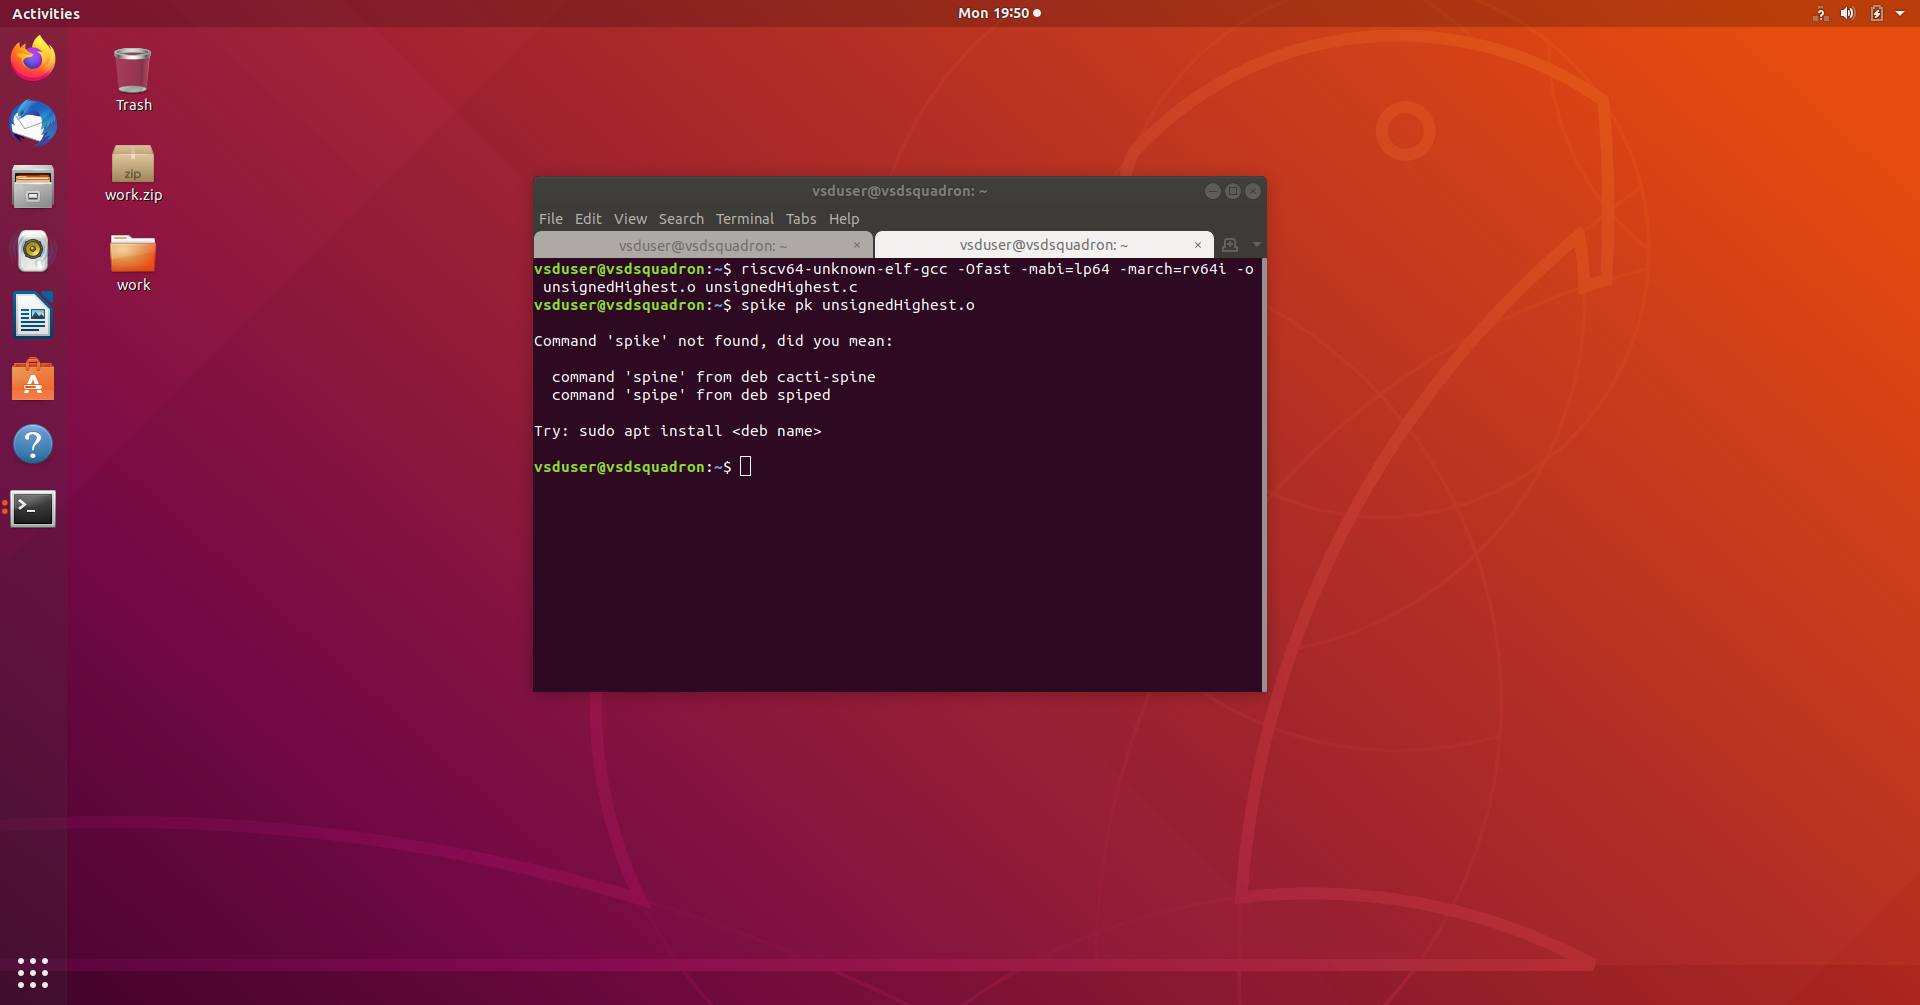 Activities
Mon 19:50
Trash
zip
work.zip
work
vsduser@vsdsquadron: ~
File Edit View Search Terminal Tabs Help
vsduser@vsdsquadron: ~ × vsduser@vsdsquadron: ~ ×
vsduser@vsdsquadron:~$ riscv64-unknown-elf-gcc -Ofast -mabi=lp64 -march=rv64i -o
unsignedHighest.o unsignedHighest.c
vsduser@vsdsquadron:~$ spike pk unsignedHighest.o
Command 'spike' not found, did you mean:
command 'spine' from deb cacti-spine
command 'spipe' from deb spiped
Try: sudo apt install <deb name>
vsduser@vsdsquadron:~$